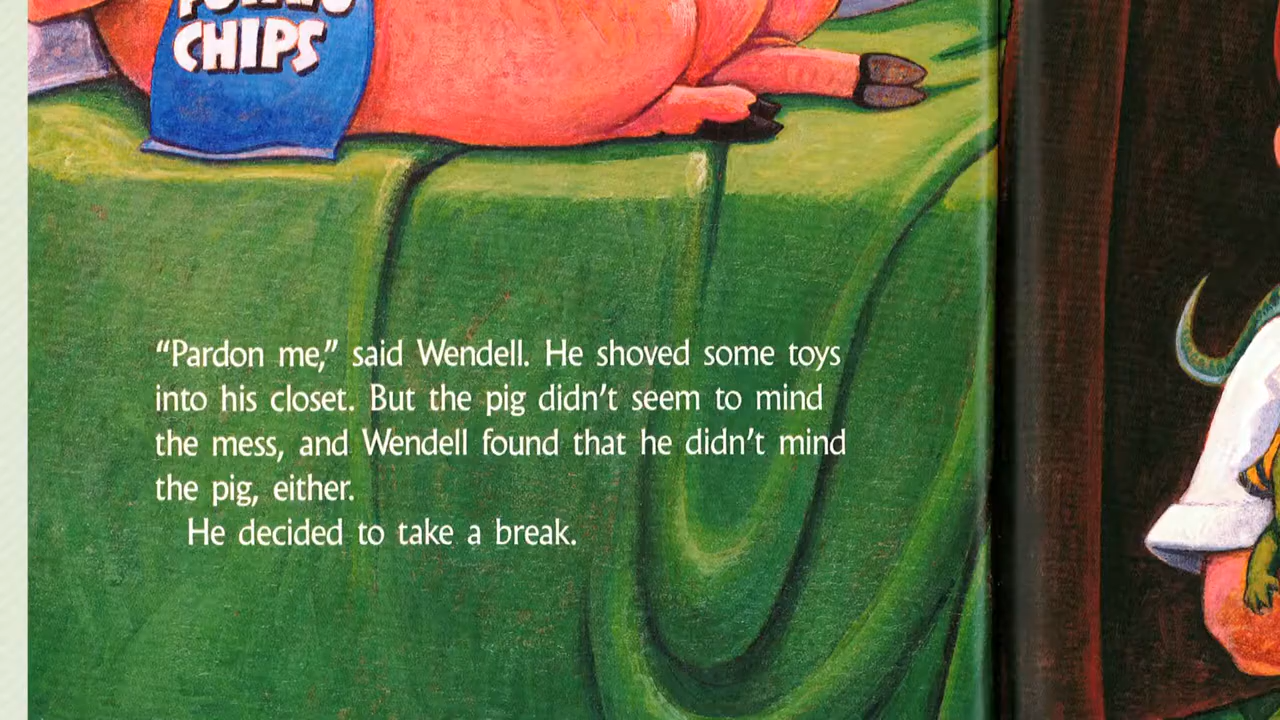 POTATO
CHIPS
“Pardon me,” said Wendell. He shoved some toys
into his closet. But the pig didn’t seem to mind
the mess, and Wendell found that he didn’t mind
the pig, either.
He decided to take a break.